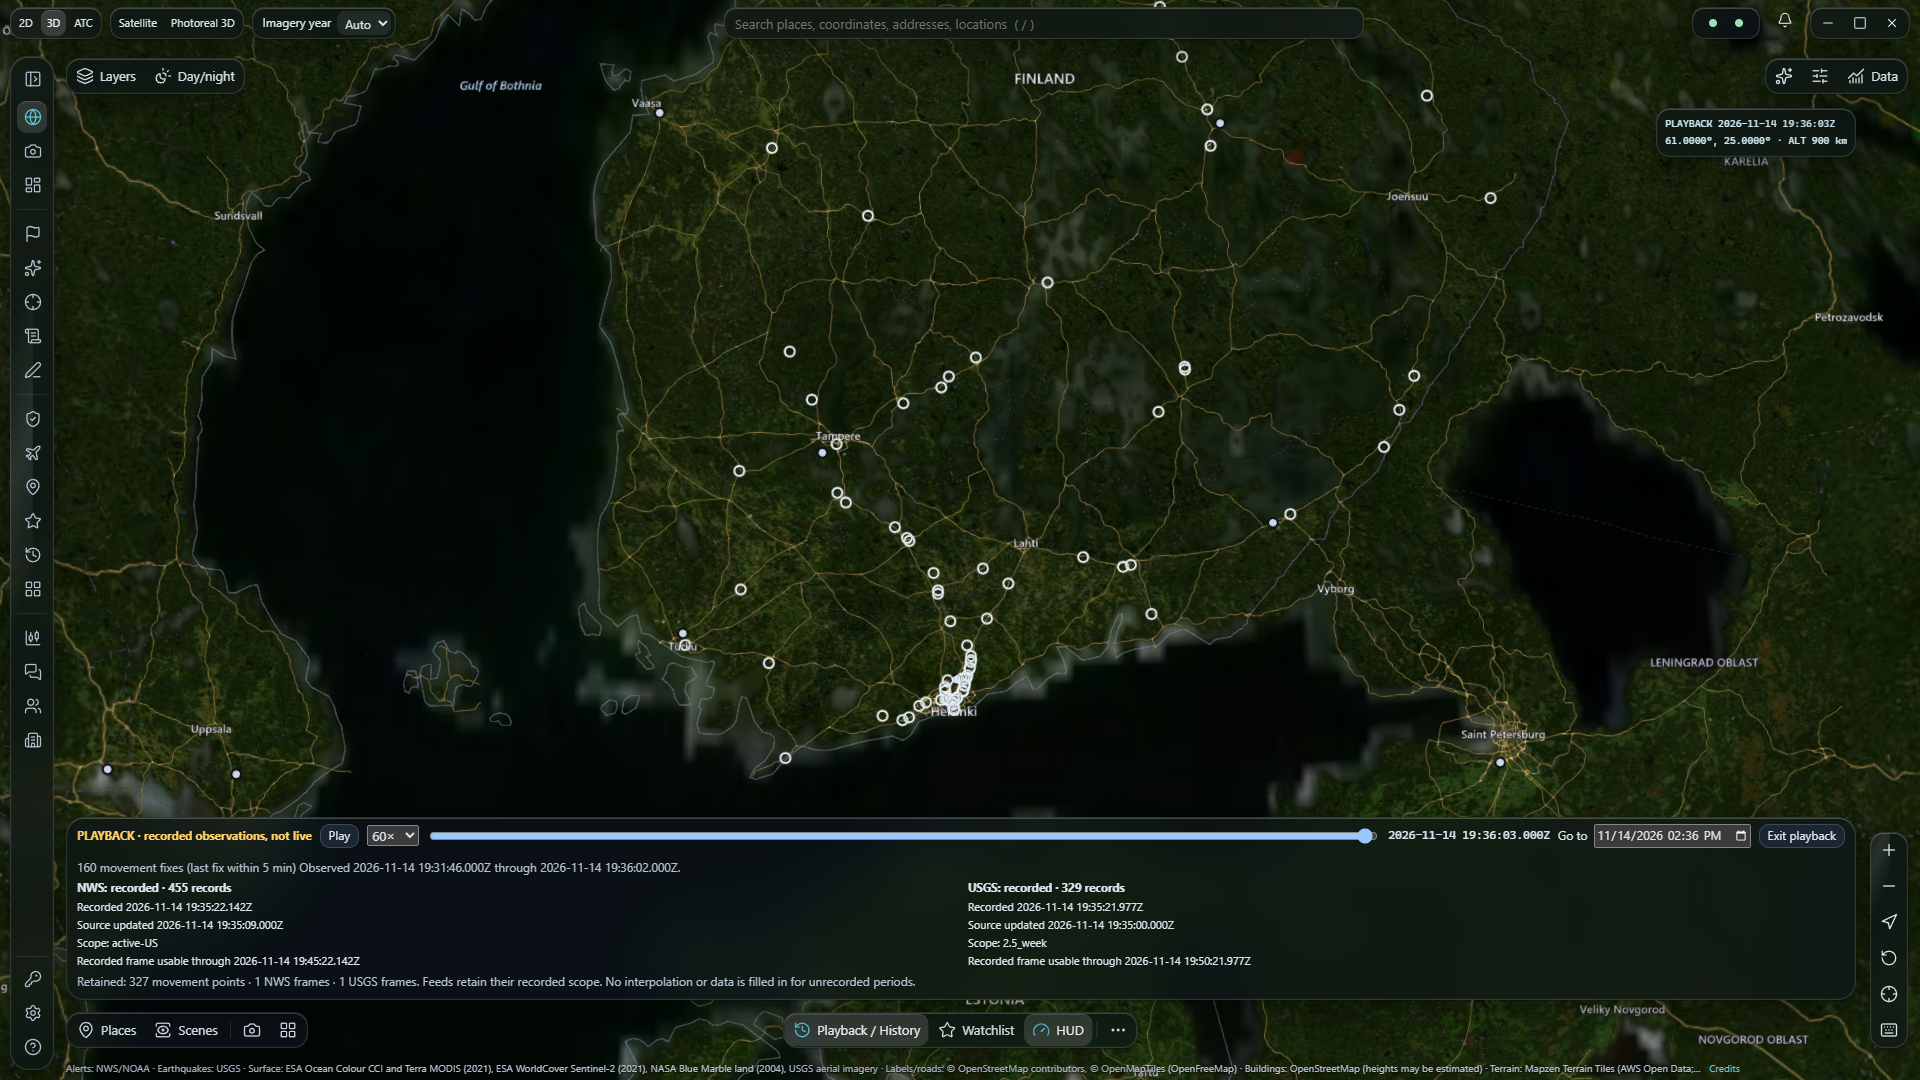 2D 3D ATC
Satellite Photoreal 3D
Imagery year Auto
Search places, coordinates, addresses, locations ( / )
Layers Day/night
Data
PLAYBACK 2026-11-14 19:36:03Z
61.0000°, 25.0000° · ALT 900 km
KARELIA
FINLAND
Gulf of Bothnia
Vaasa
Joensuu
Sundsvall
Petrozavodsk
Tampere
Lahti
Vyborg
Turku
LENINGRAD OBLAST
Helsinki
Uppsala
Saint Petersburg
PLAYBACK · recorded observations, not live Play 60× 2026-11-14 19:36:03.000Z Go to 11/14/2026 02:36 PM Exit playback
160 movement fixes (last fix within 5 min) Observed 2026-11-14 19:31:46.000Z through 2026-11-14 19:36:02.000Z.
NWS: recorded · 455 records
Recorded 2026-11-14 19:35:22.142Z
Source updated 2026-11-14 19:35:09.000Z
Scope: active-US
Recorded frame usable through 2026-11-14 19:45:22.142Z
USGS: recorded · 329 records
Recorded 2026-11-14 19:35:21.977Z
Source updated 2026-11-14 19:35:00.000Z
Scope: 2.5_week
Recorded frame usable through 2026-11-14 19:50:21.977Z
Retained: 327 movement points · 1 NWS frames · 1 USGS frames. Feeds retain their recorded scope. No interpolation or data is filled in for unrecorded periods.
ESTONIA
Veliky Novgorod
NOVGOROD OBLAST
Places Scenes
Playback / History Watchlist HUD
Alerts: NWS/NOAA · Earthquakes: USGS · Surface: ESA Ocean Colour CCI and Terra MODIS (2021), ESA WorldCover Sentinel-2 (2021), NASA Blue Marble land (2004), USGS aerial imagery · Labels/roads: © OpenStreetMap contributors, © OpenMapTiles (OpenFreeMap) · Buildings: OpenStreetMap (heights may be estimated) · Terrain: Mapzen Terrain Tiles (AWS Open Data;... Credits